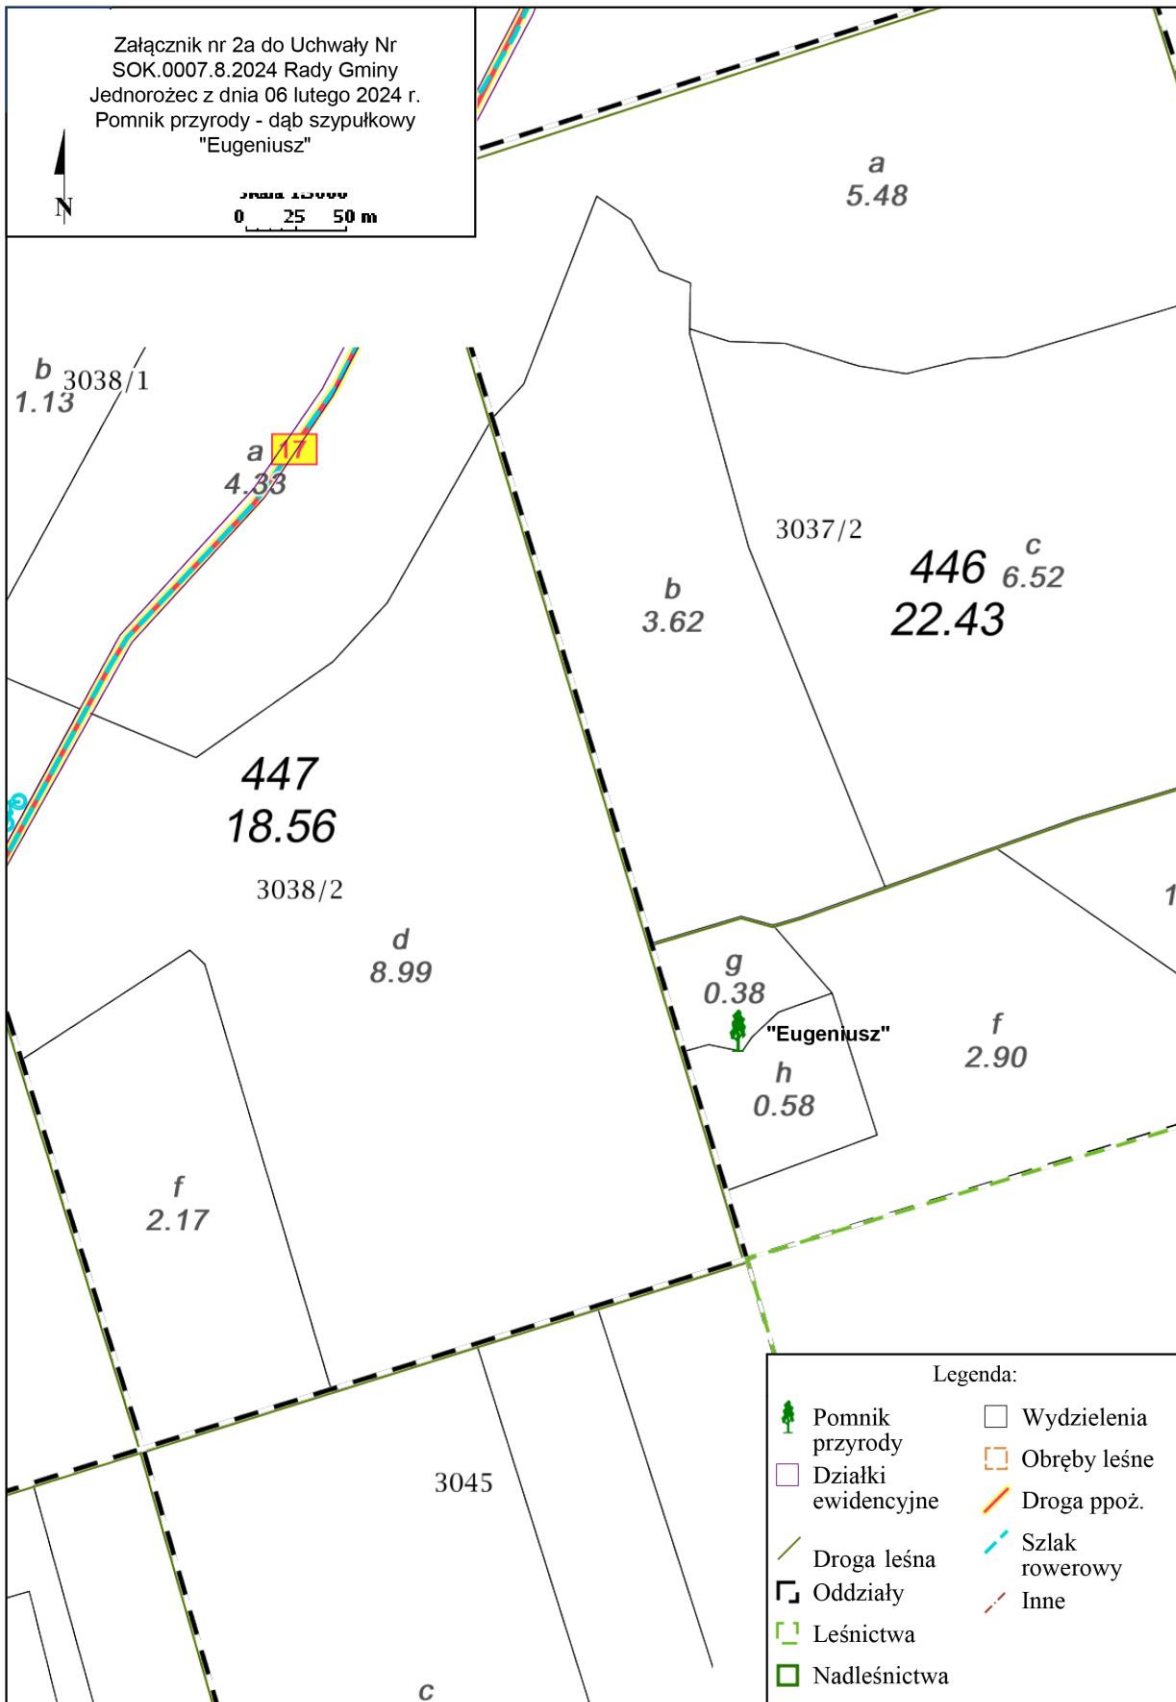 Załącznik nr 2a do Uchwały Nr
SOK.0007.8.2024 Rady Gminy
Jednorożec z dnia 06 lutego 2024 r.
Pomnik przyrody - dąb szypułkowy
"Eugeniusz"
N
0 25 50 m
a
5.48
b
1.13
3038/1
a
4.33
17
3037/2
446
22.43
c
6.52
b
3.62
447
18.56
3038/2
d
8.99
g
0.38
"Eugeniusz"
h
0.58
f
2.90
f
2.17
3045
c
Legenda:
Pomnik
przyrody
Działki
ewidencyjne
Droga leśna
Oddziały
Leśnictwa
Nadleśnictwa
Wydzielenia
Obręby leśne
Droga ppoż.
Szlak
rowerowy
Inne